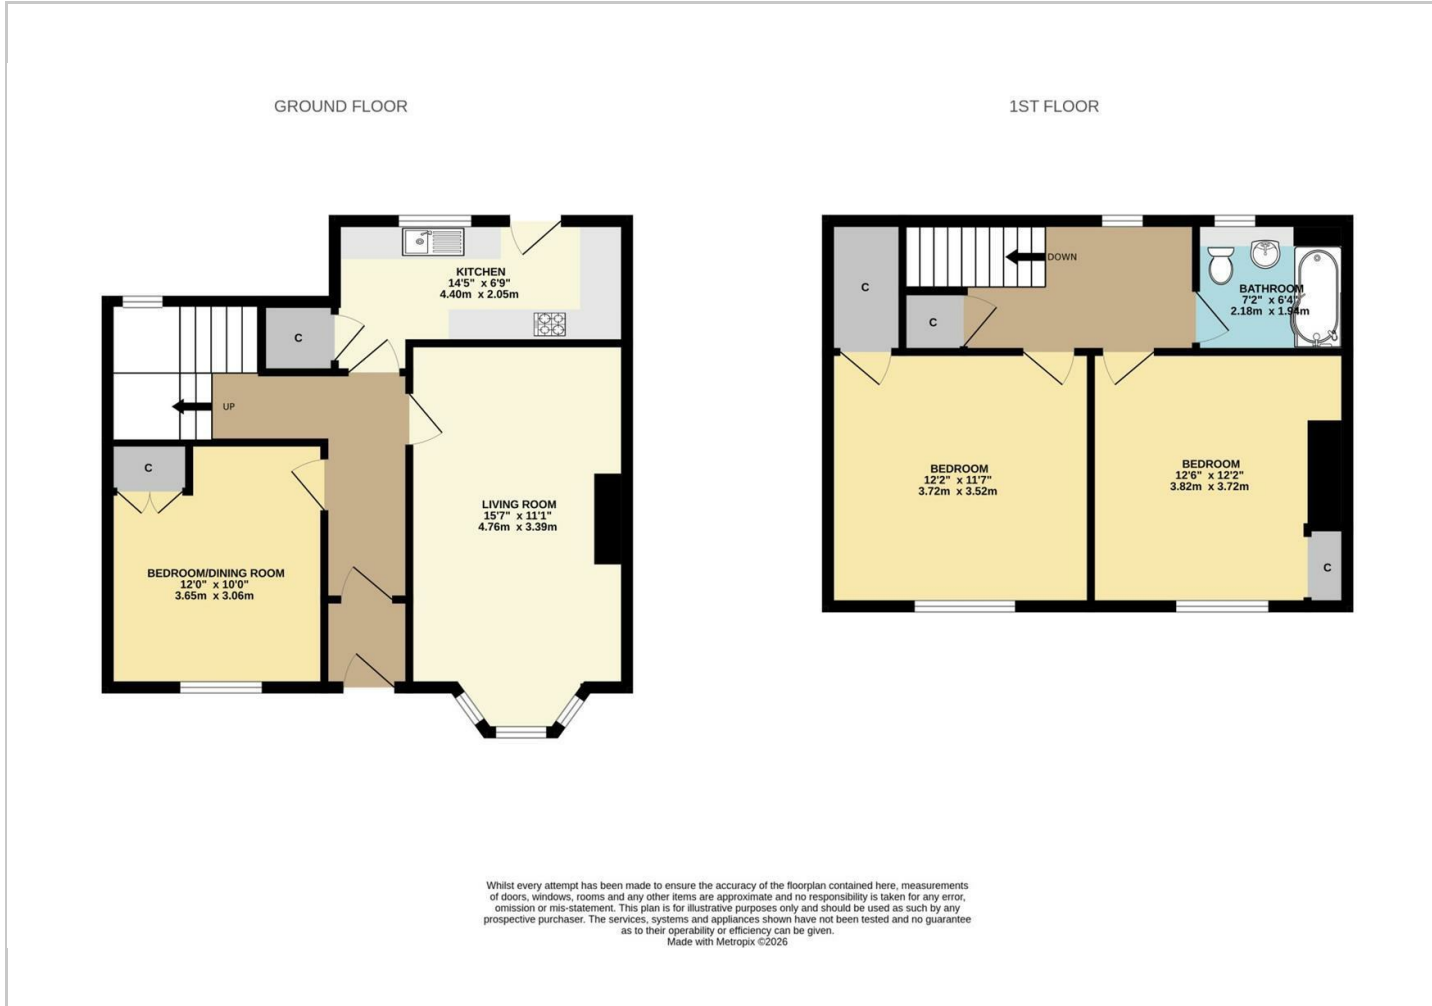 GROUND FLOOR
KITCHEN
14'5" x 6'9"
4.40m x 2.05m
C
UP
C
LIVING ROOM
15'7" x 11'1"
4.76m x 3.39m
BEDROOM/DINING ROOM
12'0" x 10'0"
3.65m x 3.06m
1ST FLOOR
DOWN
C
BATHROOM
7'2" x 6'4"
2.18m x 1.94m
C
BEDROOM
12'2" x 11'7"
3.72m x 3.52m
BEDROOM
12'6" x 12'2"
3.82m x 3.72m
C
Whilst every attempt has been made to ensure the accuracy of the floorplan contained here, measurements
of doors, windows, rooms and any other items are approximate and no responsibility is taken for any error,
omission or mis-statement. This plan is for illustrative purposes only and should be used as such by any
prospective purchaser. The services, systems and appliances shown have not been tested and no guarantee
as to their operability or efficiency can be given.
Made with Metropix ©2026